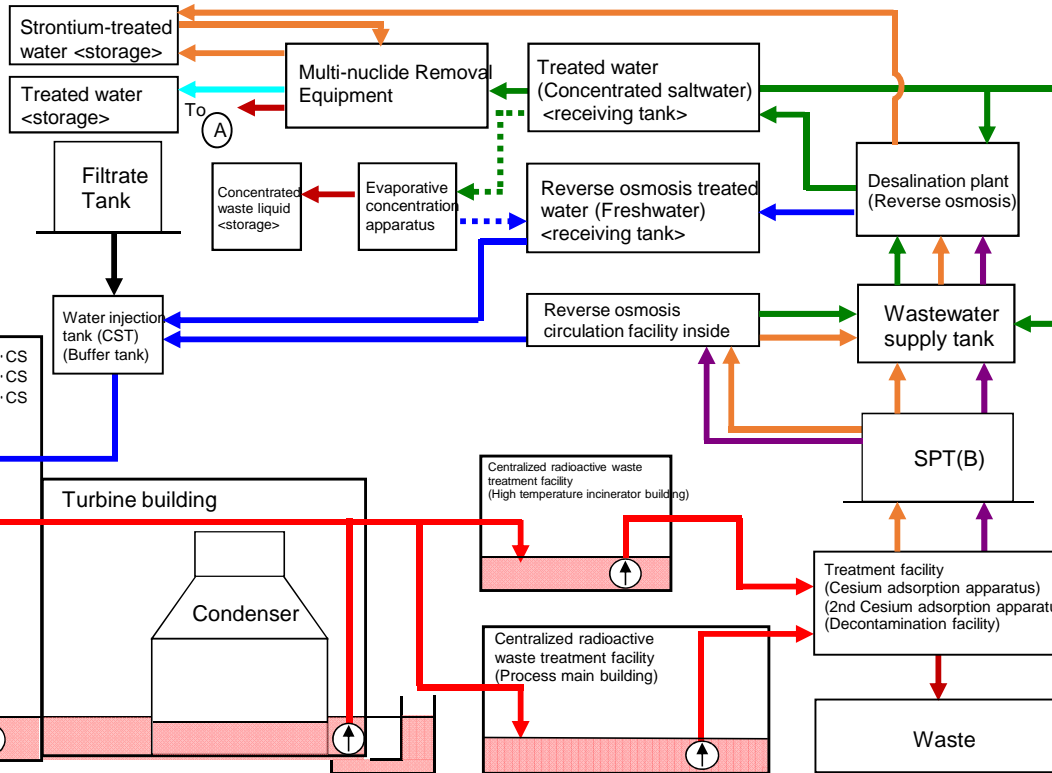 Strontium-treated
water <storage>
Multi-nuclide Removal
Equipment
Treated water
(Concentrated saltwater)
<receiving tank>
Treated water
<storage>
To
A
Filtrate
Tank
Concentrated
waste liquid
<storage>
Evaporative
concentration
apparatus
Reverse osmosis treated
water (Freshwater)
<receiving tank>
Desalination plant
(Reverse osmosis)
Water injection
tank (CST)
(Buffer tank)
Reverse osmosis
circulation facility inside
Wastewater
supply tank
・CS
・CS
・CS
SPT(B)
Turbine building
Condenser
Centralized radioactive waste
treatment facility
(High temperature incinerator building)
Centralized radioactive
waste treatment facility
(Process main building)
Treatment facility
(Cesium adsorption apparatus)
(2nd Cesium adsorption apparatu
(Decontamination facility)
Waste